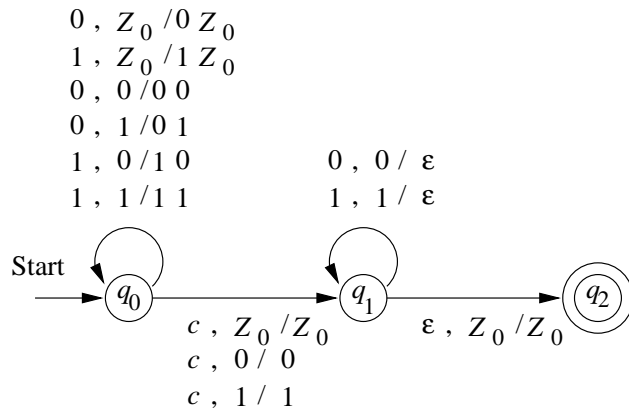 0 , Z₀ / 0 Z₀
1 , Z₀ / 1 Z₀
0 , 0 / 0 0
0 , 1 / 0 1
1 , 0 / 1 0
1 , 1 / 1 1
0 , 0 / ε
1 , 1 / ε
Start
q₀
q₁
q₂
c , Z₀ / Z₀
c , 0 / 0
c , 1 / 1
ε , Z₀ / Z₀